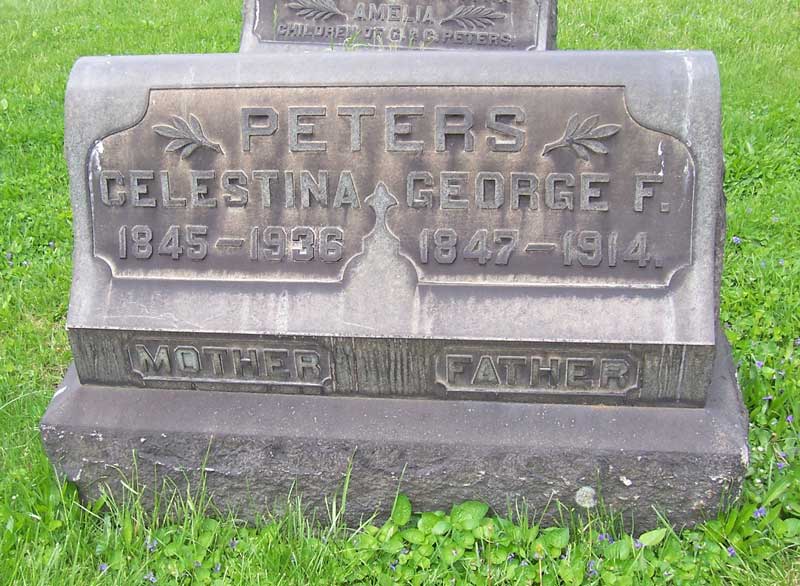 AMELIA
CHILDREN OF G. & C. PETERS.
PETERS
CELESTINA GEORGE F.
1845-1936 1847-1914.
MOTHER FATHER